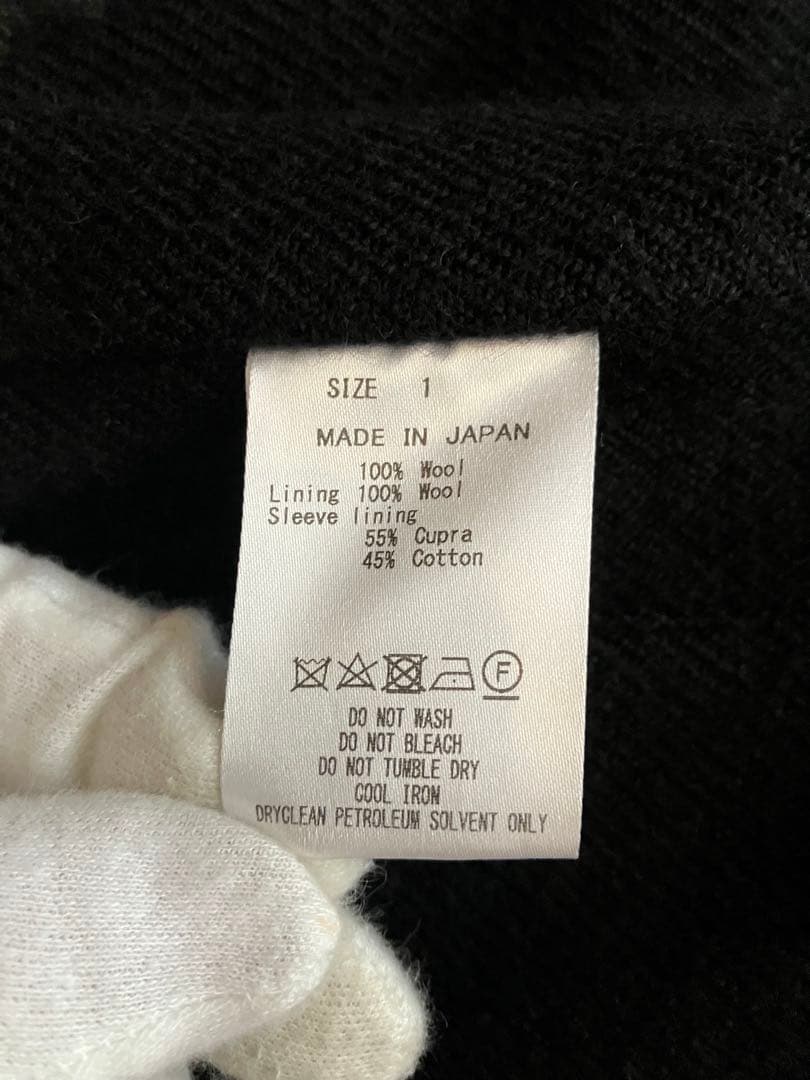 SIZE 1
MADE IN JAPAN
100% Wool
Lining 100% Wool
Sleeve lining
55% Cupra
45% Cotton
F
DO NOT WASH
DO NOT BLEACH
DO NOT TUMBLE DRY
COOL IRON
DRYCLEAN PETROLEUM SOLVENT ONLY